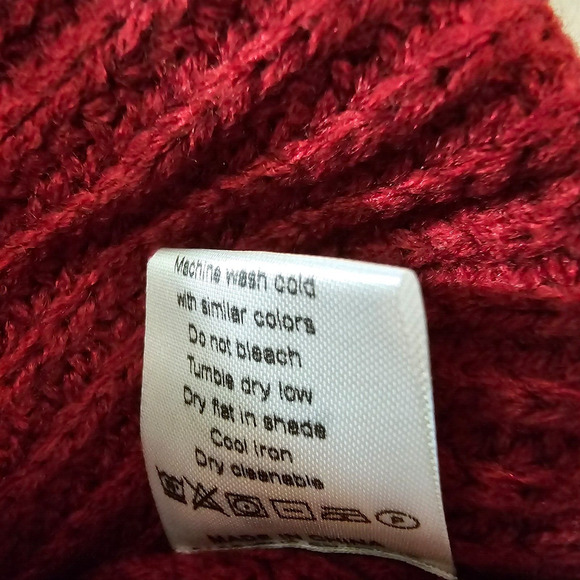 Machine wash cold
with similar colors
Do not bleach
Tumble dry low
Dry flat in shade
Cool Iron
Dry cleanable
P
MADE IN CHINA